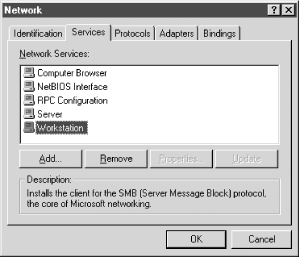 Network
Identification Services Protocols Adapters Bindings
Network Services:
Computer Browser
NetBIOS Interface
RPC Configuration
Server
Workstation
Add... Remove Properties... Update
Description:
Installs the client for the SMB (Server Message Block) protocol,
the core of Microsoft networking.
OK Cancel